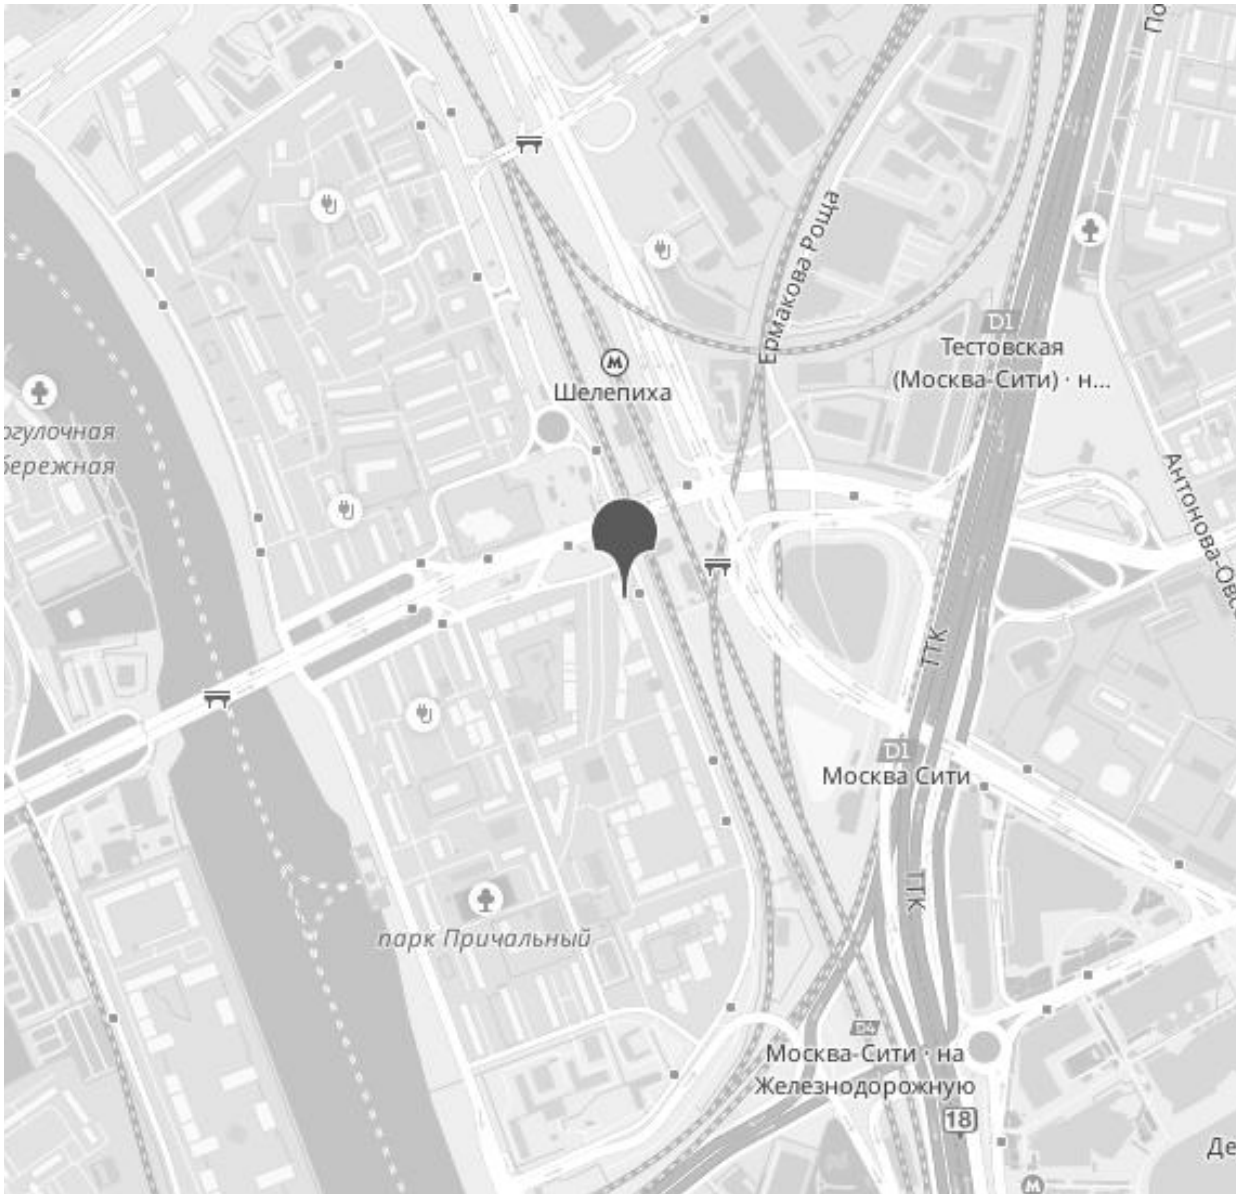 По
Ермакова Роща
D1
Тестовская
(Москва-Сити) · н...
Шелепиха
огулочная
бережная
Антонова-Овсе
ТТК
D1
Москва Сити
ТТК
парк Причальный
D4
Москва-Сити · на
Железнодорожную
18
Де
М